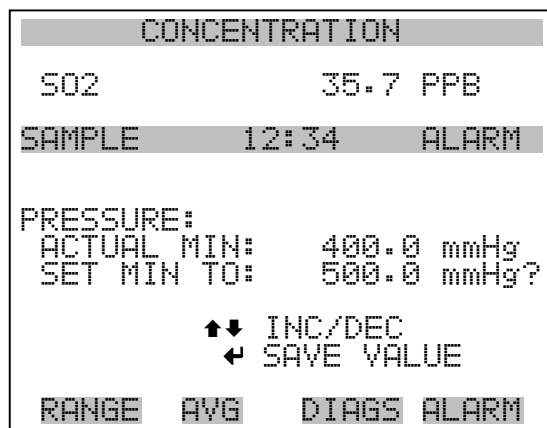 CONCENTRATION
SO2 35.7 PPB
SAMPLE 12:34 ALARM
PRESSURE:
ACTUAL MIN: 400.0 mmHg
SET MIN TO: 500.0 mmHg?
⬆⬇ INC/DEC
↵ SAVE VALUE
RANGE AVG DIAGS ALARM